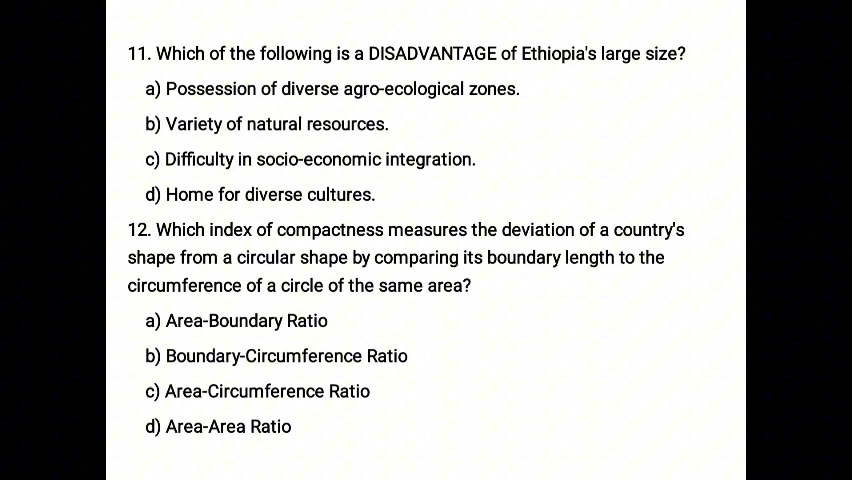 11. Which of the following is a DISADVANTAGE of Ethiopia's large size?
a) Possession of diverse agro-ecological zones.
b) Variety of natural resources.
c) Difficulty in socio-economic integration.
d) Home for diverse cultures.
12. Which index of compactness measures the deviation of a country's
shape from a circular shape by comparing its boundary length to the
circumference of a circle of the same area?
a) Area-Boundary Ratio
b) Boundary-Circumference Ratio
c) Area-Circumference Ratio
d) Area-Area Ratio